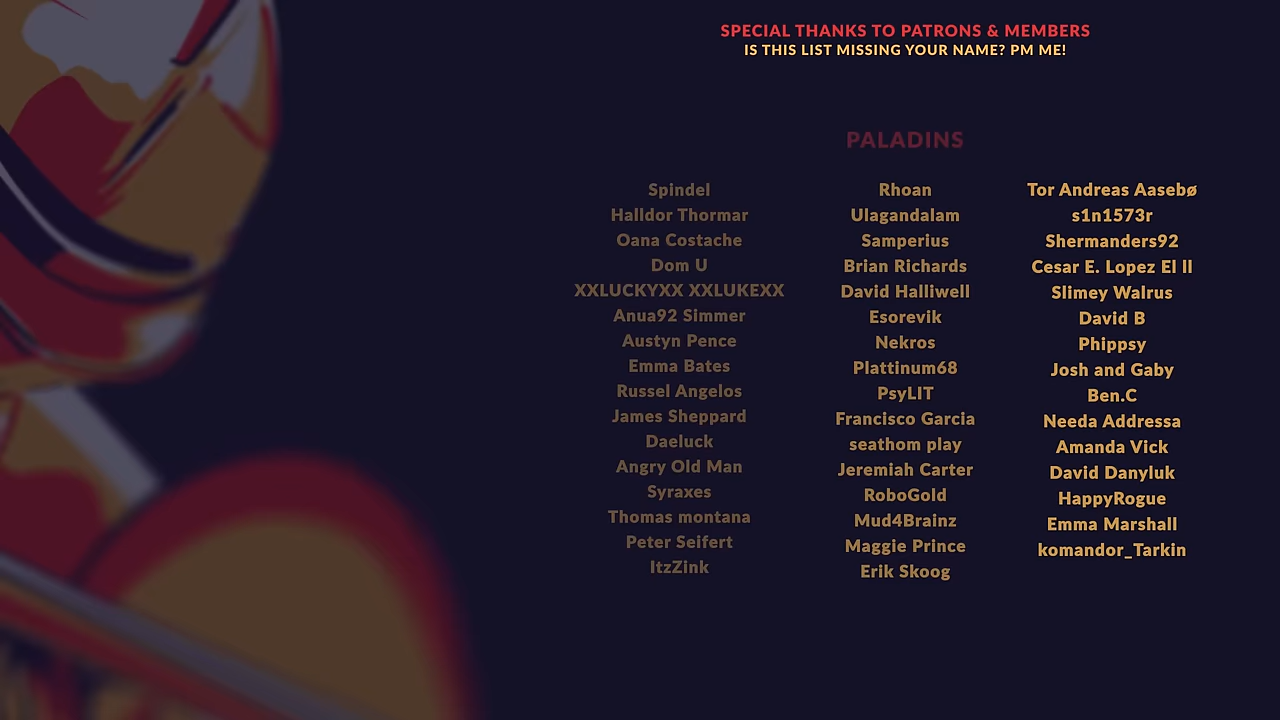 SPECIAL THANKS TO PATRONS & MEMBERS
IS THIS LIST MISSING YOUR NAME? PM ME!
PALADINS
Spindel
Halldor Thormar
Oana Costache
Dom U
XXLUCKYXX XXLUKEXX
Anua92 Simmer
Austyn Pence
Emma Bates
Russel Angelos
James Sheppard
Daeluck
Angry Old Man
Syraxes
Thomas montana
Peter Seifert
ItzZink
Rhoan
Ulagandalam
Samperius
Brian Richards
David Halliwell
Esorevik
Nekros
Plattinum68
PsyLIT
Francisco Garcia
seathom play
Jeremiah Carter
RoboGold
Mud4Brainz
Maggie Prince
Erik Skoog
Tor Andreas Aasebø
s1n1573r
Shermanders92
Cesar E. Lopez El II
Slimey Walrus
David B
Phippsy
Josh and Gaby
Ben.C
Needa Addressa
Amanda Vick
David Danyluk
HappyRogue
Emma Marshall
komandor_Tarkin